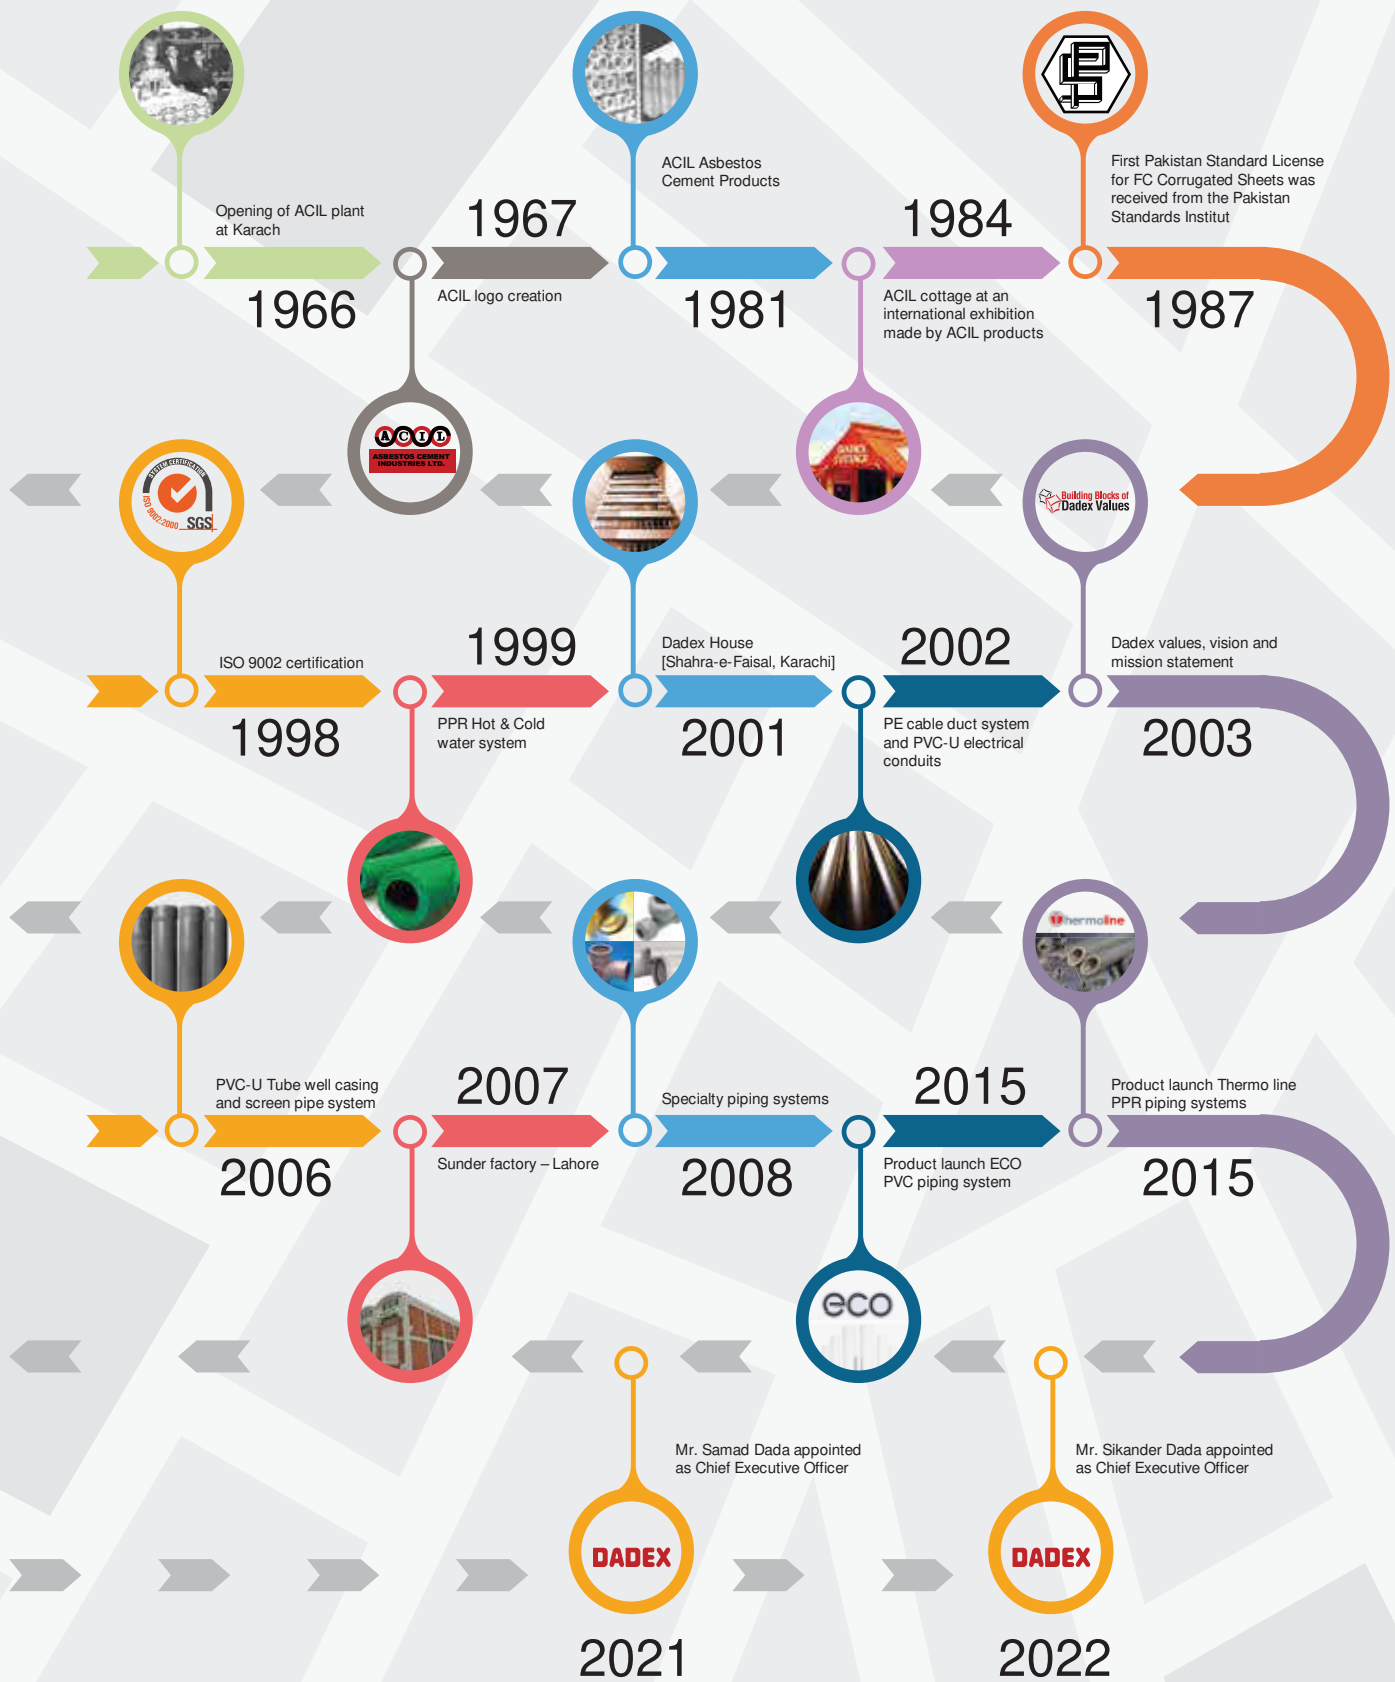 Opening of ACIL plant
at Karach
1966
1967
ACIL logo creation
ACIL
ASBESTOS CEMENT
INDUSTRIES LTD.
ACIL Asbestos
Cement Products
1981
1984
ACIL cottage at an
international exhibition
made by ACIL products
First Pakistan Standard License
for FC Corrugated Sheets was
received from the Pakistan
Standards Institut
1987
SYSTEM CERTIFICATION
ISO 9002:2000
SGS
ISO 9002 certification
1998
1999
PPR Hot & Cold
water system
Dadex House
[Shahra-e-Faisal, Karachi]
2001
2002
PE cable duct system
and PVC-U electrical
conduits
Building Blocks of
Dadex Values
Dadex values, vision and
mission statement
2003
PVC-U Tube well casing
and screen pipe system
2006
2007
Sunder factory – Lahore
Specialty piping systems
2008
2015
Product launch ECO
PVC piping system
eco
Thermoline
Product launch Thermo line
PPR piping systems
2015
Mr. Samad Dada appointed
as Chief Executive Officer
DADEX
2021
Mr. Sikander Dada appointed
as Chief Executive Officer
DADEX
2022